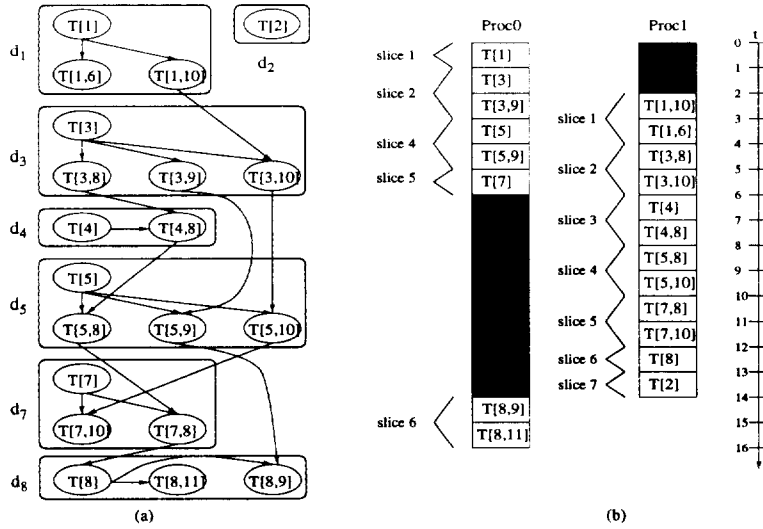 T[1]
T[2]
d1
T[1,6]
T[1,10]
d2
T[3]
d3
T[3,8]
T[3,9]
T[3,10]
d4
T[4]
T[4,8]
T[5]
d5
T[5,8]
T[5,9]
T[5,10]
T[7]
d7
T[7,10]
T[7,8]
d8
T[8]
T[8,11]
T[8,9]
(a)
Proc0
slice 1
T[1]
T[3]
slice 2
T[3,9]
T[5]
slice 4
T[5,9]
slice 5
T[7]
slice 6
T[8,9]
T[8,11]
Proc1
slice 1
T[1,10]
T[1,6]
slice 2
T[3,8]
T[3,10]
slice 3
T[4]
T[4,8]
slice 4
T[5,8]
T[5,10]
slice 5
T[7,8]
T[7,10]
slice 6
T[8]
slice 7
T[2]
t
0
1
2
3
4
5
6
7
8
9
10
11
12
13
14
15
16
(b)